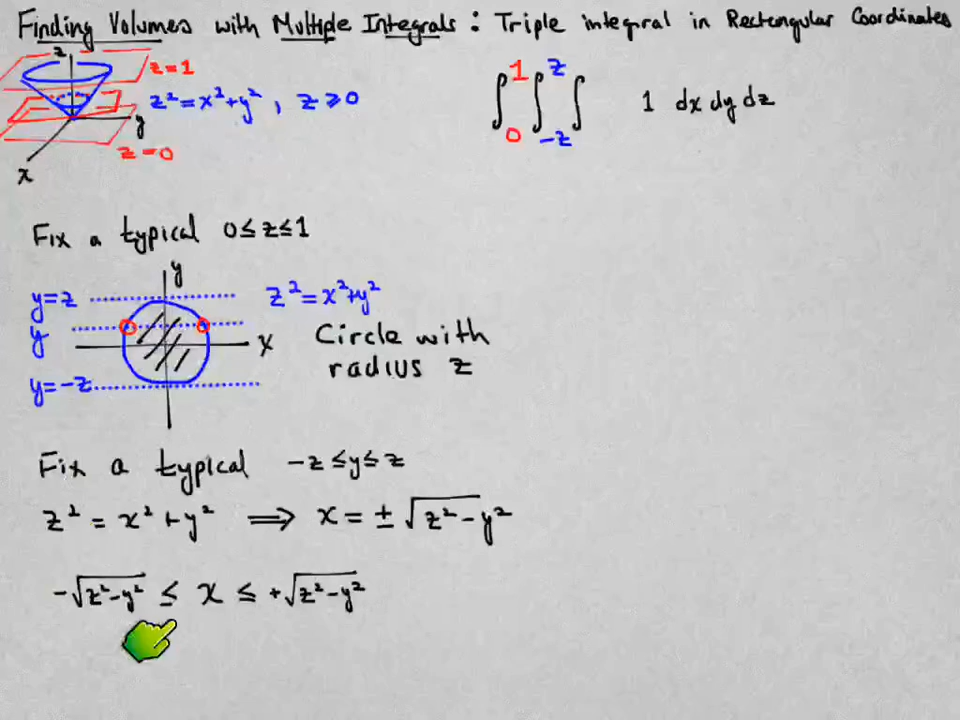 Finding Volumes with Multiple Integrals : Triple integral in Rectangular Coordinates
z
z=1
z² = x² + y² , z ≥ 0
y
z=0
x
∫₀¹ ∫₋z^z ∫ 1 dx dy dz
Fix a typical 0 ≤ z ≤ 1
y
y=z
z² = x² + y²
y
x
Circle with
radius z
y=-z
Fix a typical -z ≤ y ≤ z
z² = x² + y² ⟹ x = ± √z² - y²
-√z² - y² ≤ x ≤ +√z² - y²